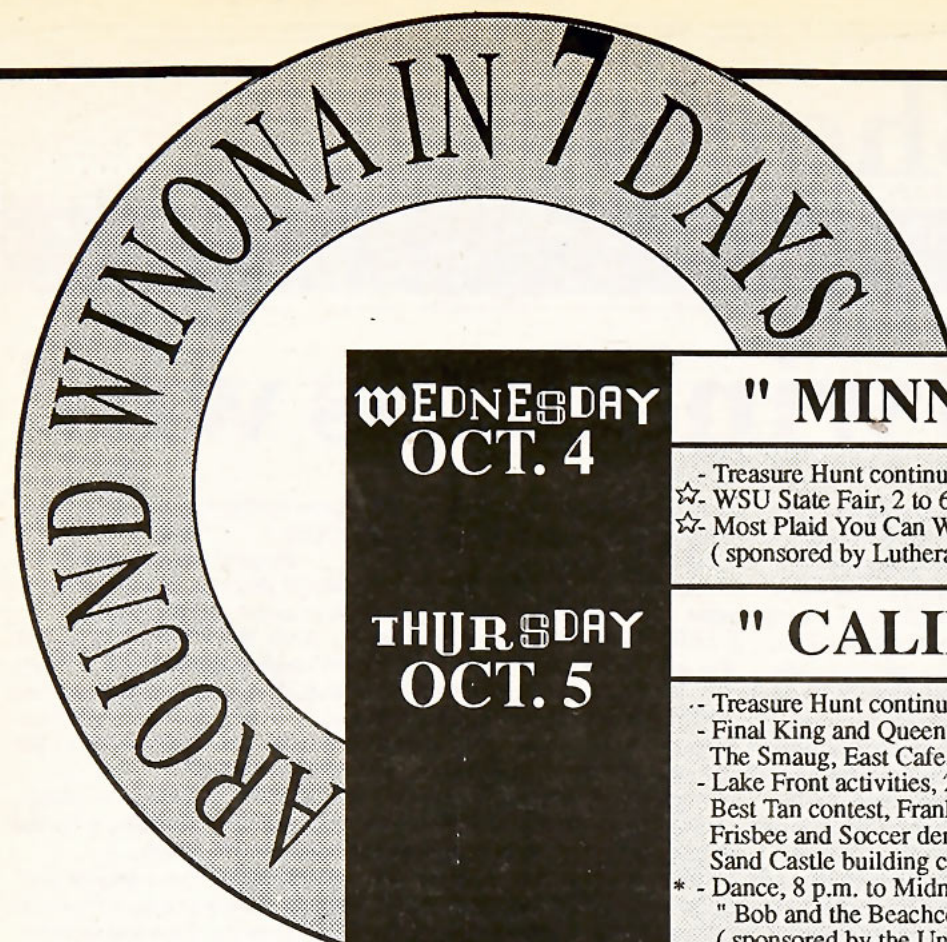 AROUND WINONA IN 7 DAYS
WEDNESDAY
OCT. 4
" MINN
- Treasure Hunt continu
☆- WSU State Fair, 2 to 6
☆- Most Plaid You Can W
( sponsored by Luthera
THURSDAY
OCT. 5
" CALI
- Treasure Hunt continu
- Final King and Queen
The Smaug, East Cafe
- Lake Front activities,
Best Tan contest, Fran
Frisbee and Soccer de
Sand Castle building c
* - Dance, 8 p.m. to Midn
" Bob and the Beachc
( sponsored by the Un